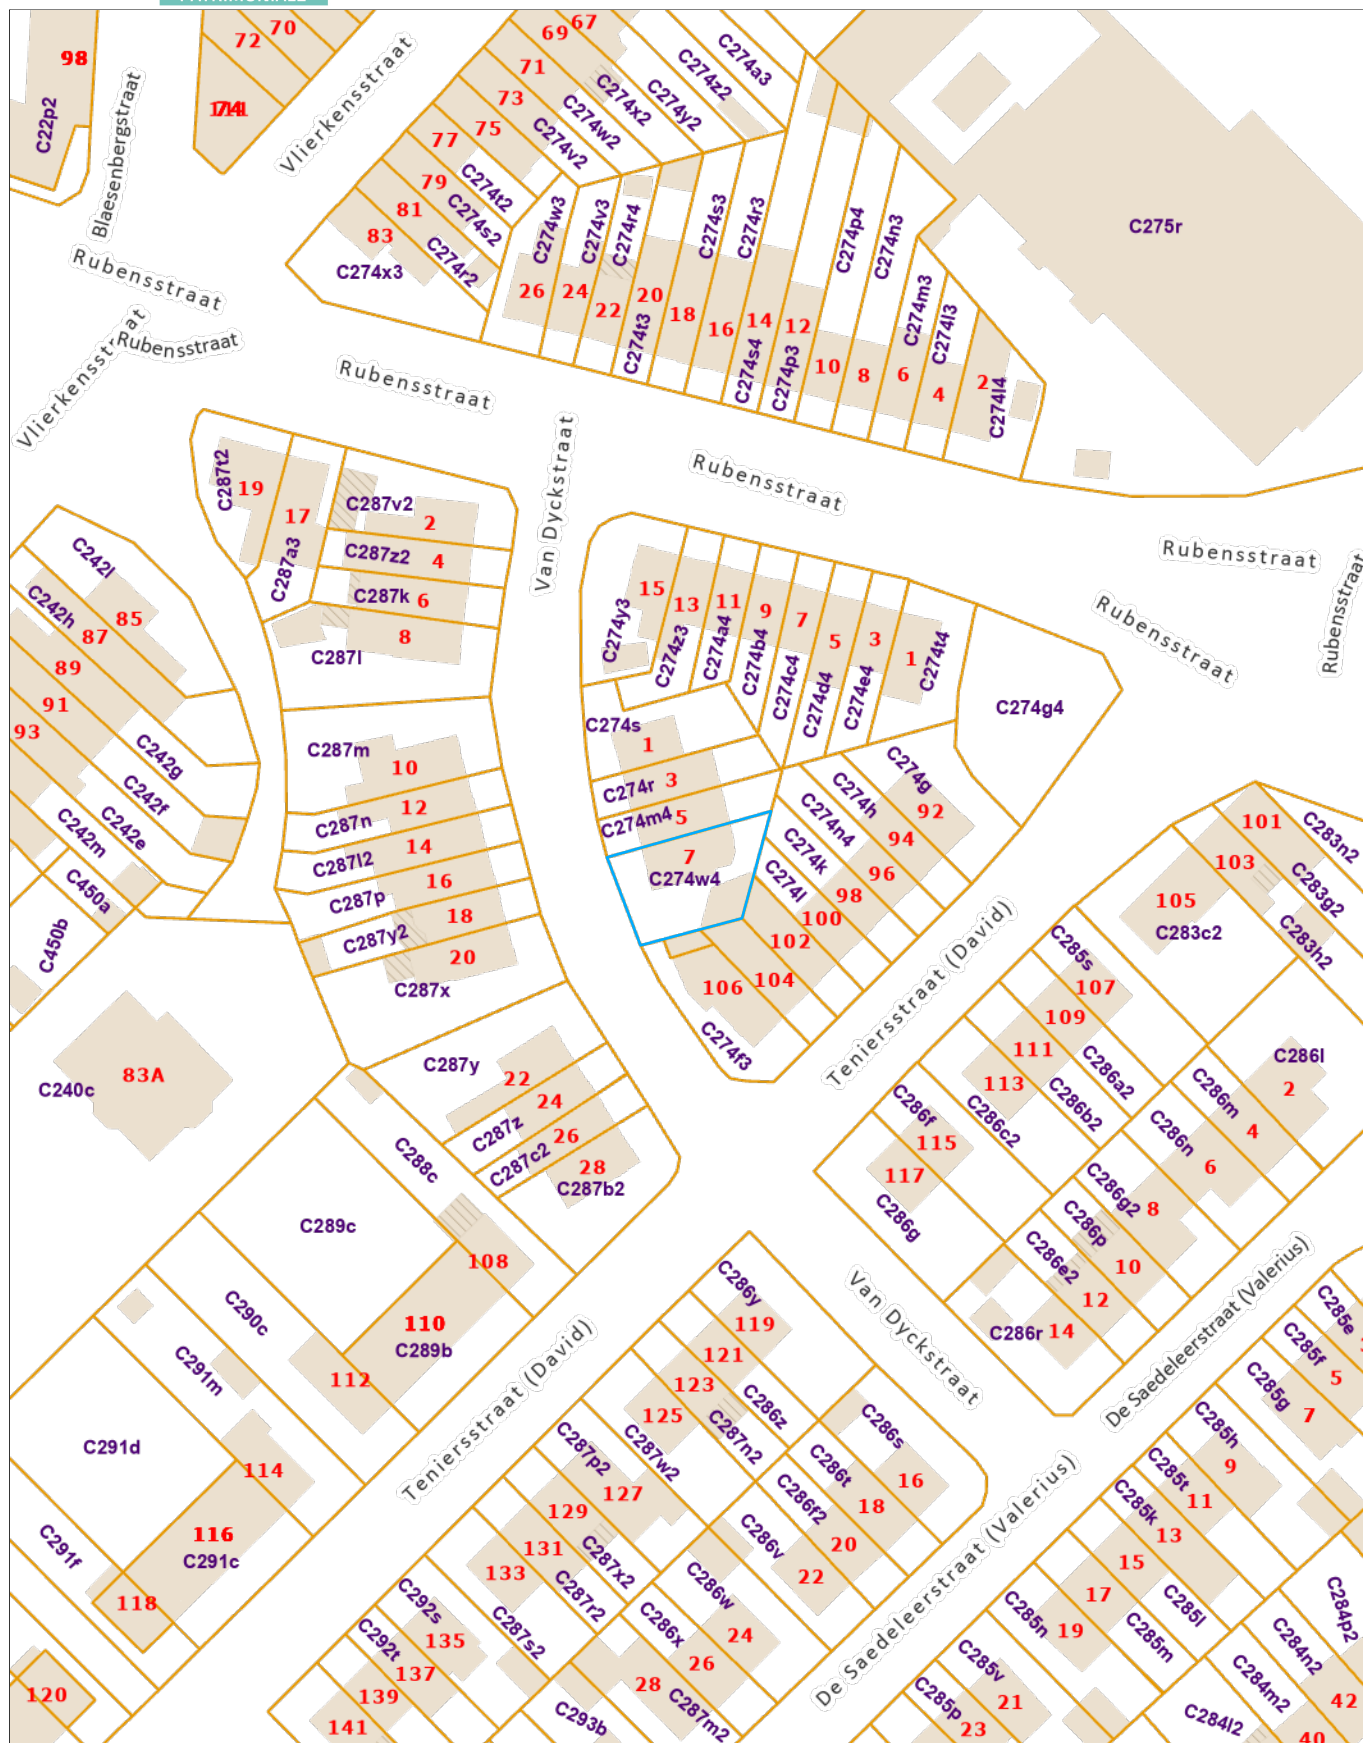 98
72
70
74
C22p2
Blaesenbergstraat
Vlierkensstraat
69
67
71
73
75
77
79
81
83
C274a3
C274z2
C274y2
C274x2
C274w2
C274v2
C274t2
C274s2
C274r2
C274x3
C275r
Rubensstraat
Rubensstraat
Vlierkensstraat
Rubensstraat
C274w3
C274v3
C274r4
C274s3
C274r3
C274p4
C274n3
C274m3
C274l3
C274l4
C274t3
C274s4
C274p3
26
24
22
20
18
16
14
12
10
8
6
4
2
Van Dyckstraat
Rubensstraat
Rubensstraat
Rubensstraat
Rubensstraat
C287t2
19
17
C287a3
C287v2
2
C287z2
4
C287k
6
8
C287l
C242l
85
C242h
87
89
91
93
C242g
C242f
C242e
C242m
C450a
C450b
C287m
10
12
C287n
14
C287l2
16
C287p
18
C287y2
20
C287x
C274y3
15
13
11
9
7
5
3
1
C274z3
C274a4
C274b4
C274c4
C274d4
C274e4
C274t4
C274g4
C274s
1
C274r
3
C274m4
5
7
C274w4
C274g
92
C274h
94
C274n4
96
C274k
98
C274l
100
102
104
106
C274f3
Teniersstraat (David)
101
103
105
C283n2
C283g2
C283h2
C283c2
C285s
107
109
111
113
C286a2
C286b2
C286c2
C286f
115
117
C286g
C286l
2
C286m
4
C286n
6
C286g2
8
C286p
10
C286e2
12
C286r
14
83A
C240c
C287y
22
24
C287z
26
C287c2
28
C287b2
C288c
C289c
108
110
C289b
112
C290c
C291m
C291d
114
116
C291c
118
C291f
120
Teniersstraat (David)
Van Dyckstraat
De Saedeleerstraat (Valerius)
C286y
119
121
123
125
C286z
C287n2
C287w2
C287p2
127
129
131
133
C287x2
C287r2
C287s2
C292s
135
C292t
137
139
141
C286s
16
C286t
18
C286f2
20
C286v
22
C286w
24
C286x
26
28
C287m2
C293b
De Saedeleerstraat (Valerius)
C285e
C285f
5
C285g
7
C285h
9
C285t
11
C285k
13
15
17
19
C285l
C285m
C285n
C285v
21
C285p
23
C284p2
C284n2
C284m2
C284l2
42
40